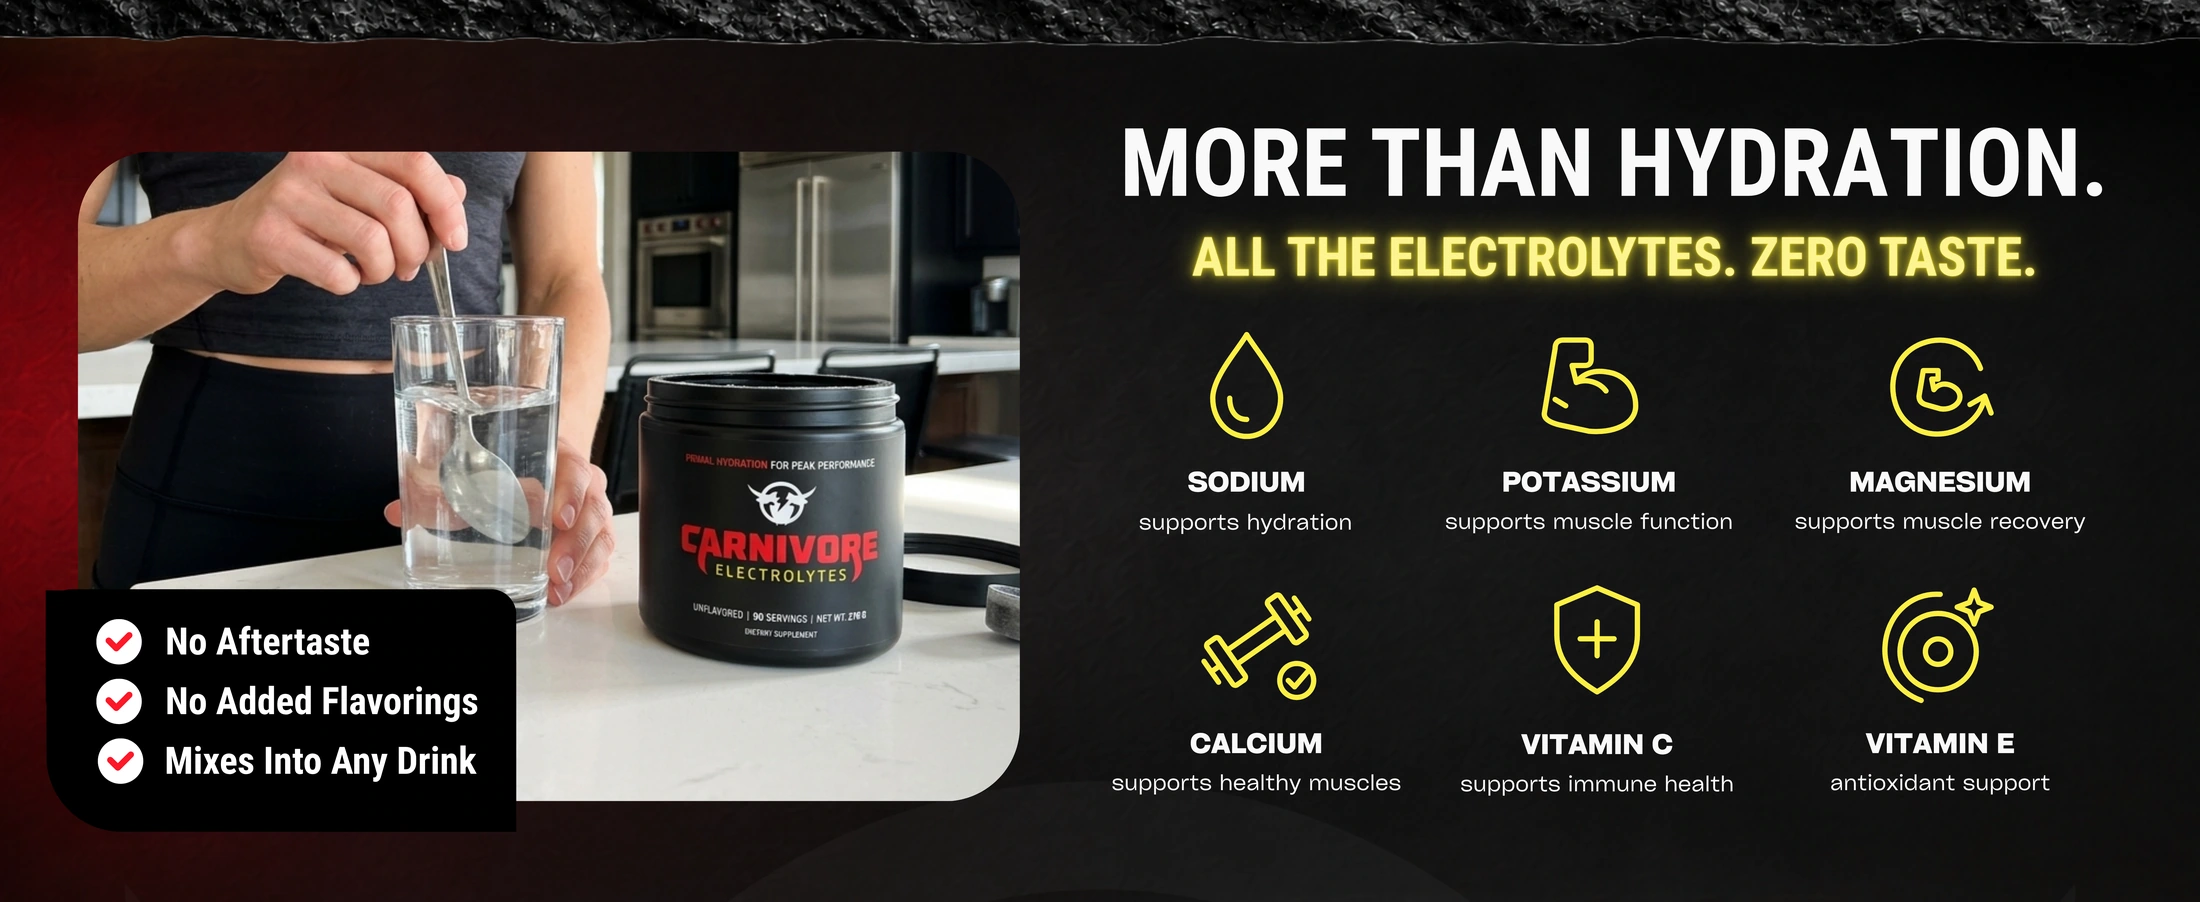 MORE THAN HYDRATION.
ALL THE ELECTROLYTES. ZERO TASTE.
PRIMAL HYDRATION FOR PEAK PERFORMANCE
CARNIVORE
ELECTROLYTES
UNFLAVORED | 90 SERVINGS | NET WT.
DIETARY SUPPLEMENT
No Aftertaste
No Added Flavorings
Mixes Into Any Drink
SODIUM
supports hydration
POTASSIUM
supports muscle function
MAGNESIUM
supports muscle recovery
CALCIUM
supports healthy muscles
VITAMIN C
supports immune health
VITAMIN E
antioxidant support